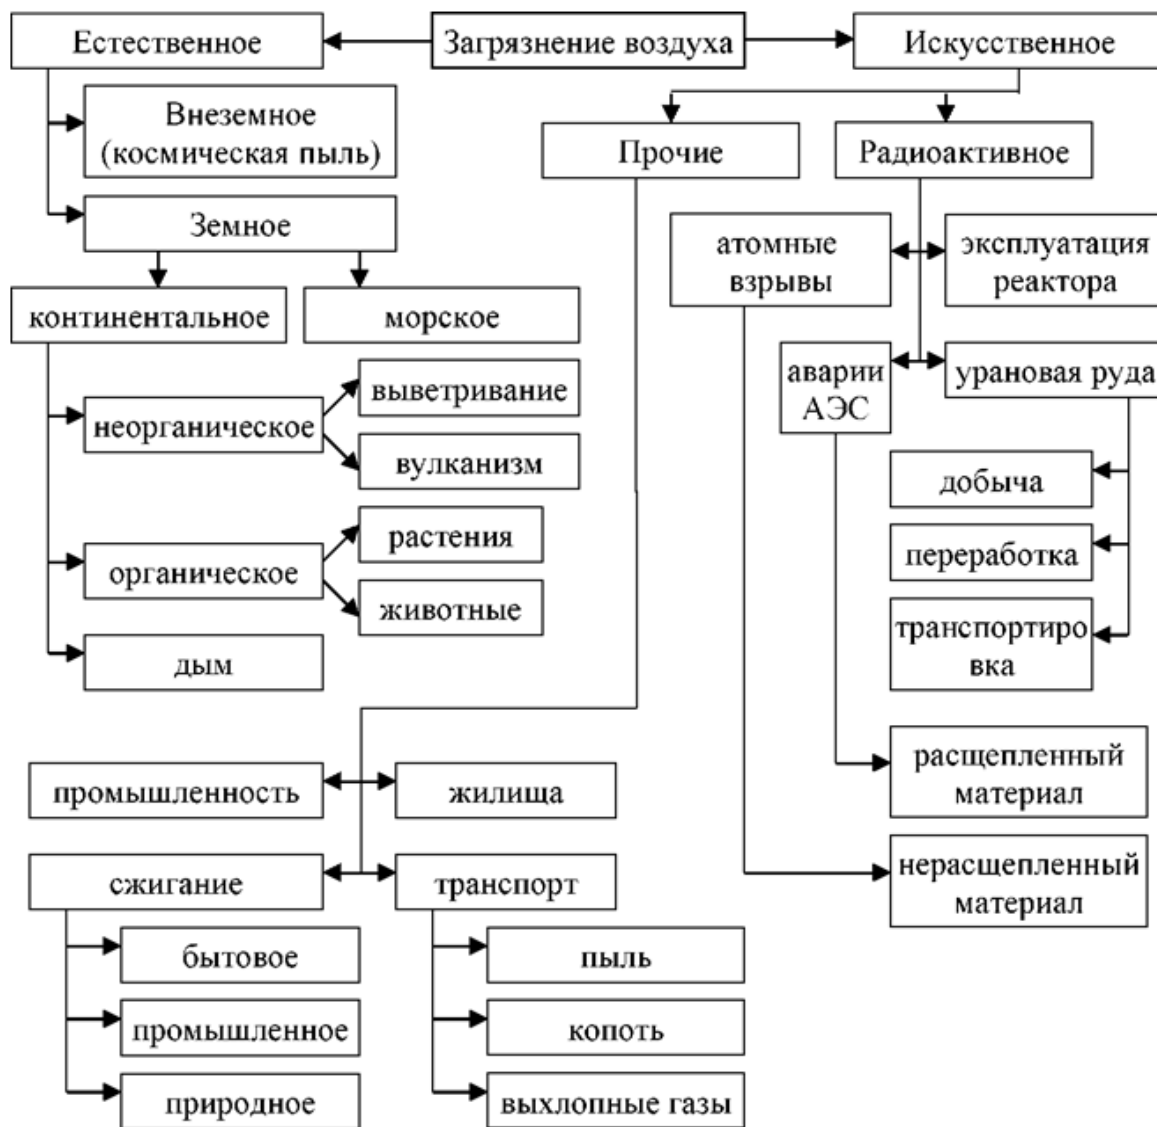 Естественное
Загрязнение воздуха
Искусственное
Внеземное
(космическая пыль)
Прочие
Радиоактивное
Земное
атомные
взрывы
эксплуатация
реактора
континентальное
морское
аварии
АЭС
урановая руда
выветривание
неорганическое
вулканизм
добыча
растения
переработка
органическое
животные
транспортиро
вка
дым
расщепленный
материал
промышленность
жилища
сжигание
транспорт
нерасщепленный
материал
бытовое
пыль
промышленное
копоть
природное
выхлопные газы